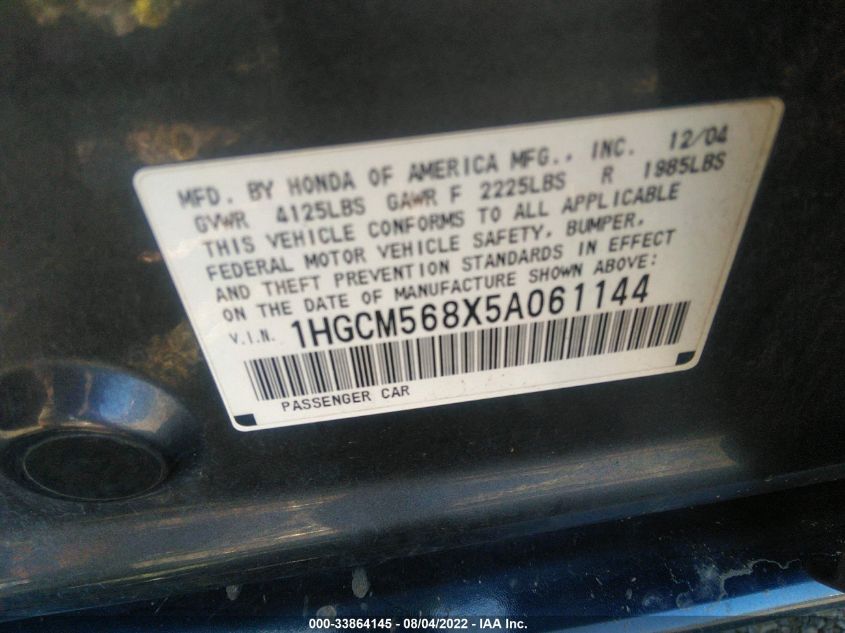 MFD. BY HONDA OF AMERICA MFG., INC. 12/04
GVWR 4125LBS GAWR F 2225LBS R 1985LBS
THIS VEHICLE CONFORMS TO ALL APPLICABLE
FEDERAL MOTOR VEHICLE SAFETY, BUMPER,
AND THEFT PREVENTION STANDARDS IN EFFECT
ON THE DATE OF MANUFACTURE SHOWN ABOVE:
V.I.N. 1HGCM568X5A061144
PASSENGER CAR
000-33864145 - 08/04/2022 - IAA Inc.